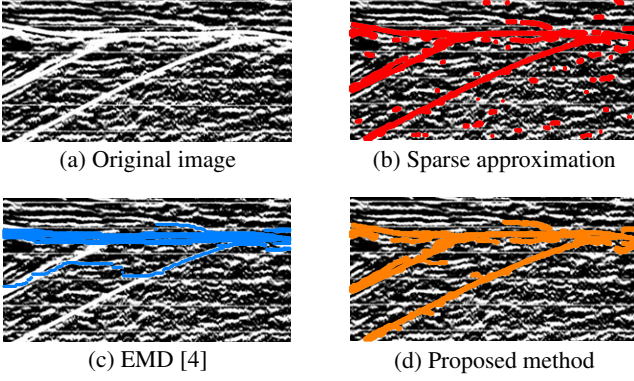 (a) Original image
(b) Sparse approximation
(c) EMD [4]
(d) Proposed method